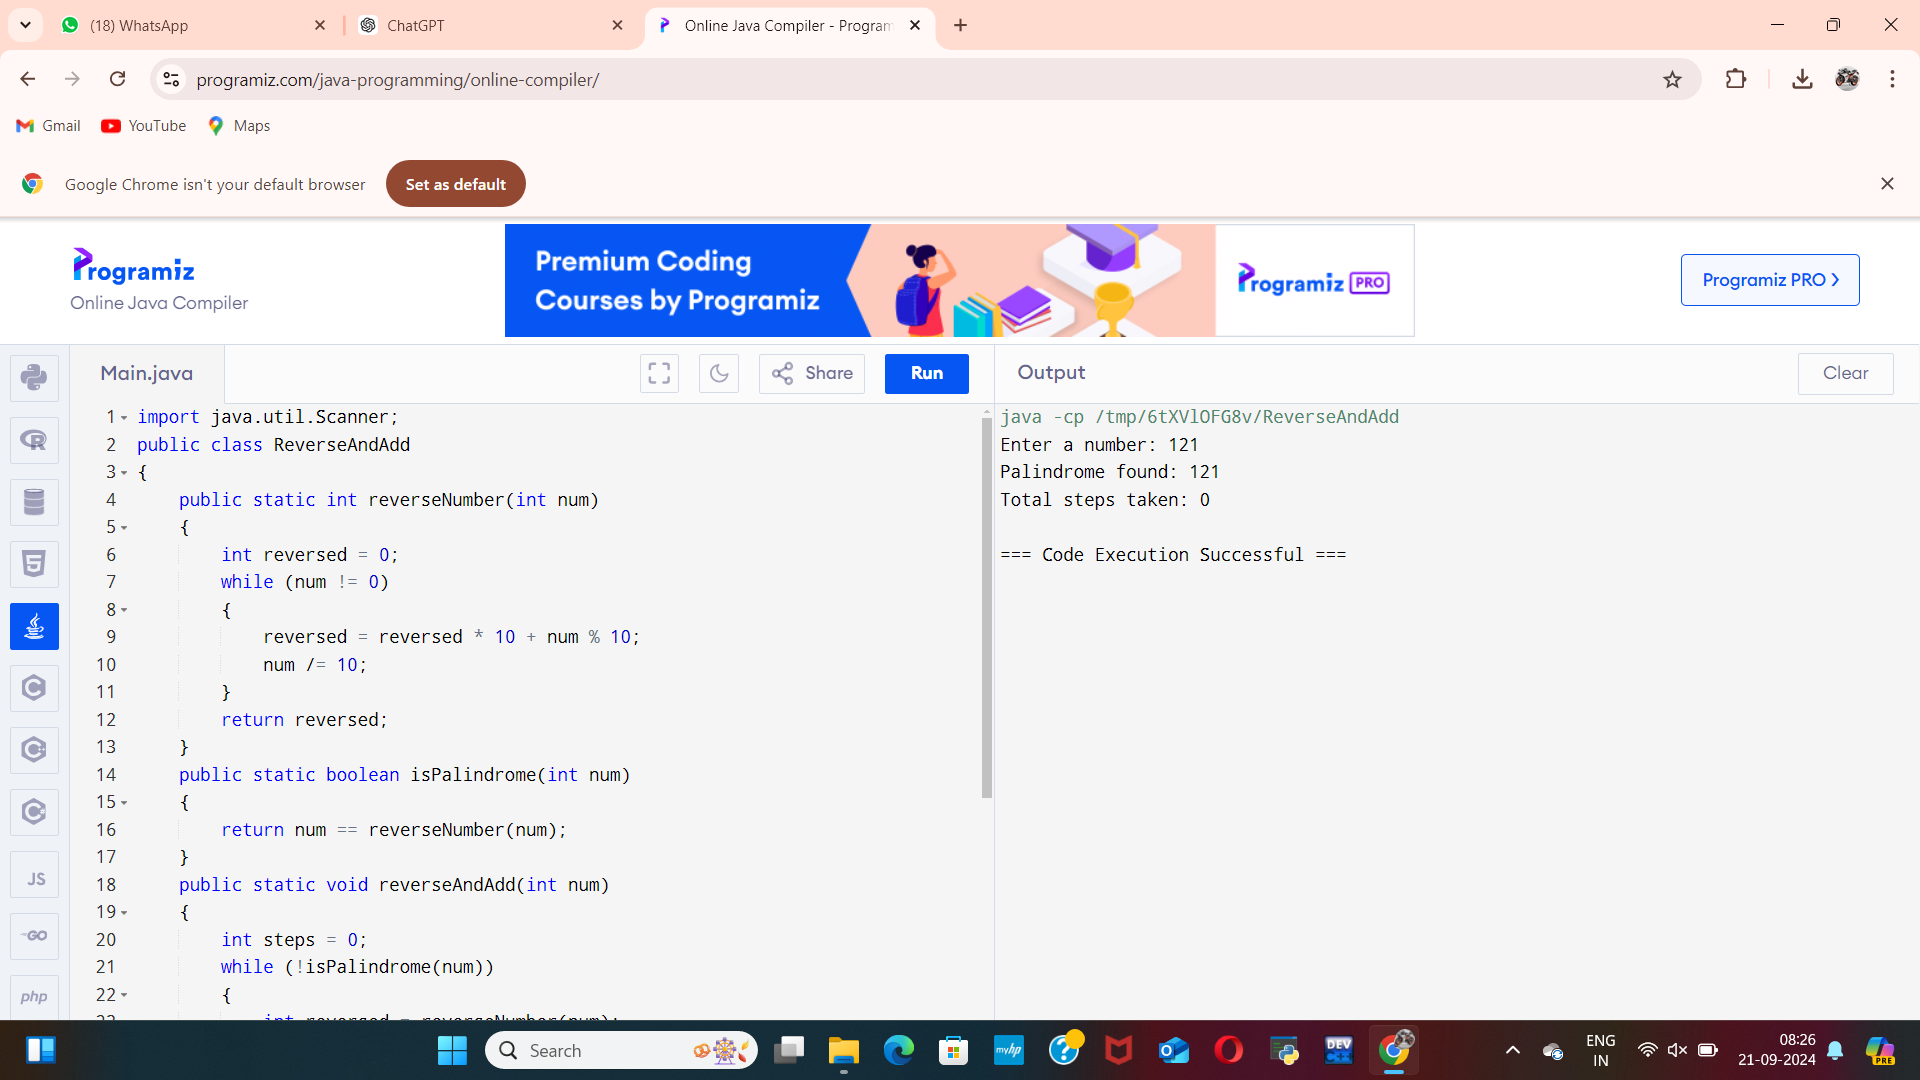 (18) WhatsApp
ChatGPT
Online Java Compiler - Program
programiz.com/java-programming/online-compiler/
Gmail YouTube Maps
Google Chrome isn't your default browser Set as default
Programiz
Online Java Compiler
Premium Coding
Courses by Programiz
Programiz PRO
Programiz PRO
Main.java
Share
Run
Output
Clear
1 import java.util.Scanner;
2 public class ReverseAndAdd
3 {
4 public static int reverseNumber(int num)
5 {
6 int reversed = 0;
7 while (num != 0)
8 {
9 reversed = reversed * 10 + num % 10;
10 num /= 10;
11 }
12 return reversed;
13 }
14 public static boolean isPalindrome(int num)
15 {
16 return num == reverseNumber(num);
17 }
18 public static void reverseAndAdd(int num)
19 {
20 int steps = 0;
21 while (!isPalindrome(num))
22 {
23 int reversed = reverseNumber(num);
java -cp /tmp/6tXVlOFG8v/ReverseAndAdd
Enter a number: 121
Palindrome found: 121
Total steps taken: 0
=== Code Execution Successful ===
JS
GO
php
Search
myhp
DEV
C++
ENG
IN
08:26
21-09-2024
PRE